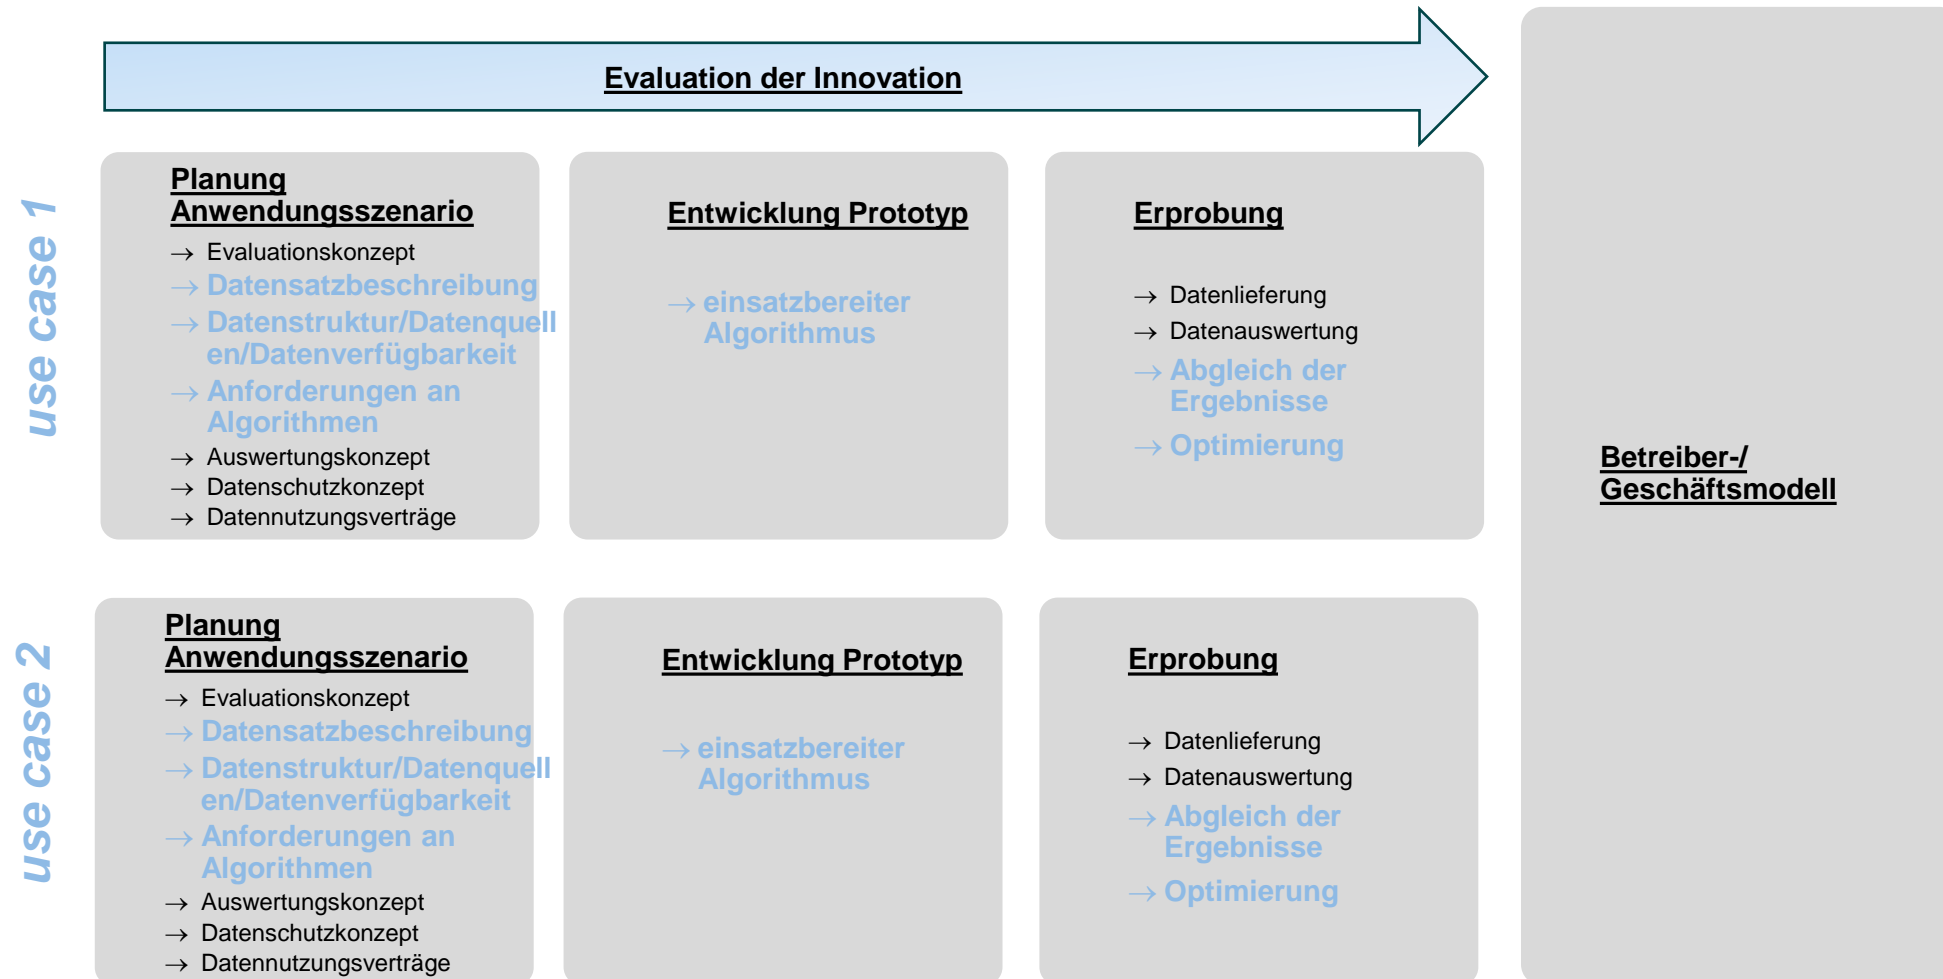 Evaluation der Innovation
use case 1
Planung
Anwendungsszenario
→ Evaluationskonzept
→ Datensatzbeschreibung
→ Datenstruktur/Datenquell
en/Datenverfügbarkeit
→ Anforderungen an
Algorithmen
→ Auswertungskonzept
→ Datenschutzkonzept
→ Datennutzungsverträge
Entwicklung Prototyp
→ einsatzbereiter
Algorithmus
Erprobung
→ Datenlieferung
→ Datenauswertung
→ Abgleich der
Ergebnisse
→ Optimierung
use case 2
Planung
Anwendungsszenario
→ Evaluationskonzept
→ Datensatzbeschreibung
→ Datenstruktur/Datenquell
en/Datenverfügbarkeit
→ Anforderungen an
Algorithmen
→ Auswertungskonzept
→ Datenschutzkonzept
→ Datennutzungsverträge
Entwicklung Prototyp
→ einsatzbereiter
Algorithmus
Erprobung
→ Datenlieferung
→ Datenauswertung
→ Abgleich der
Ergebnisse
→ Optimierung
Betreiber-/
Geschäftsmodell